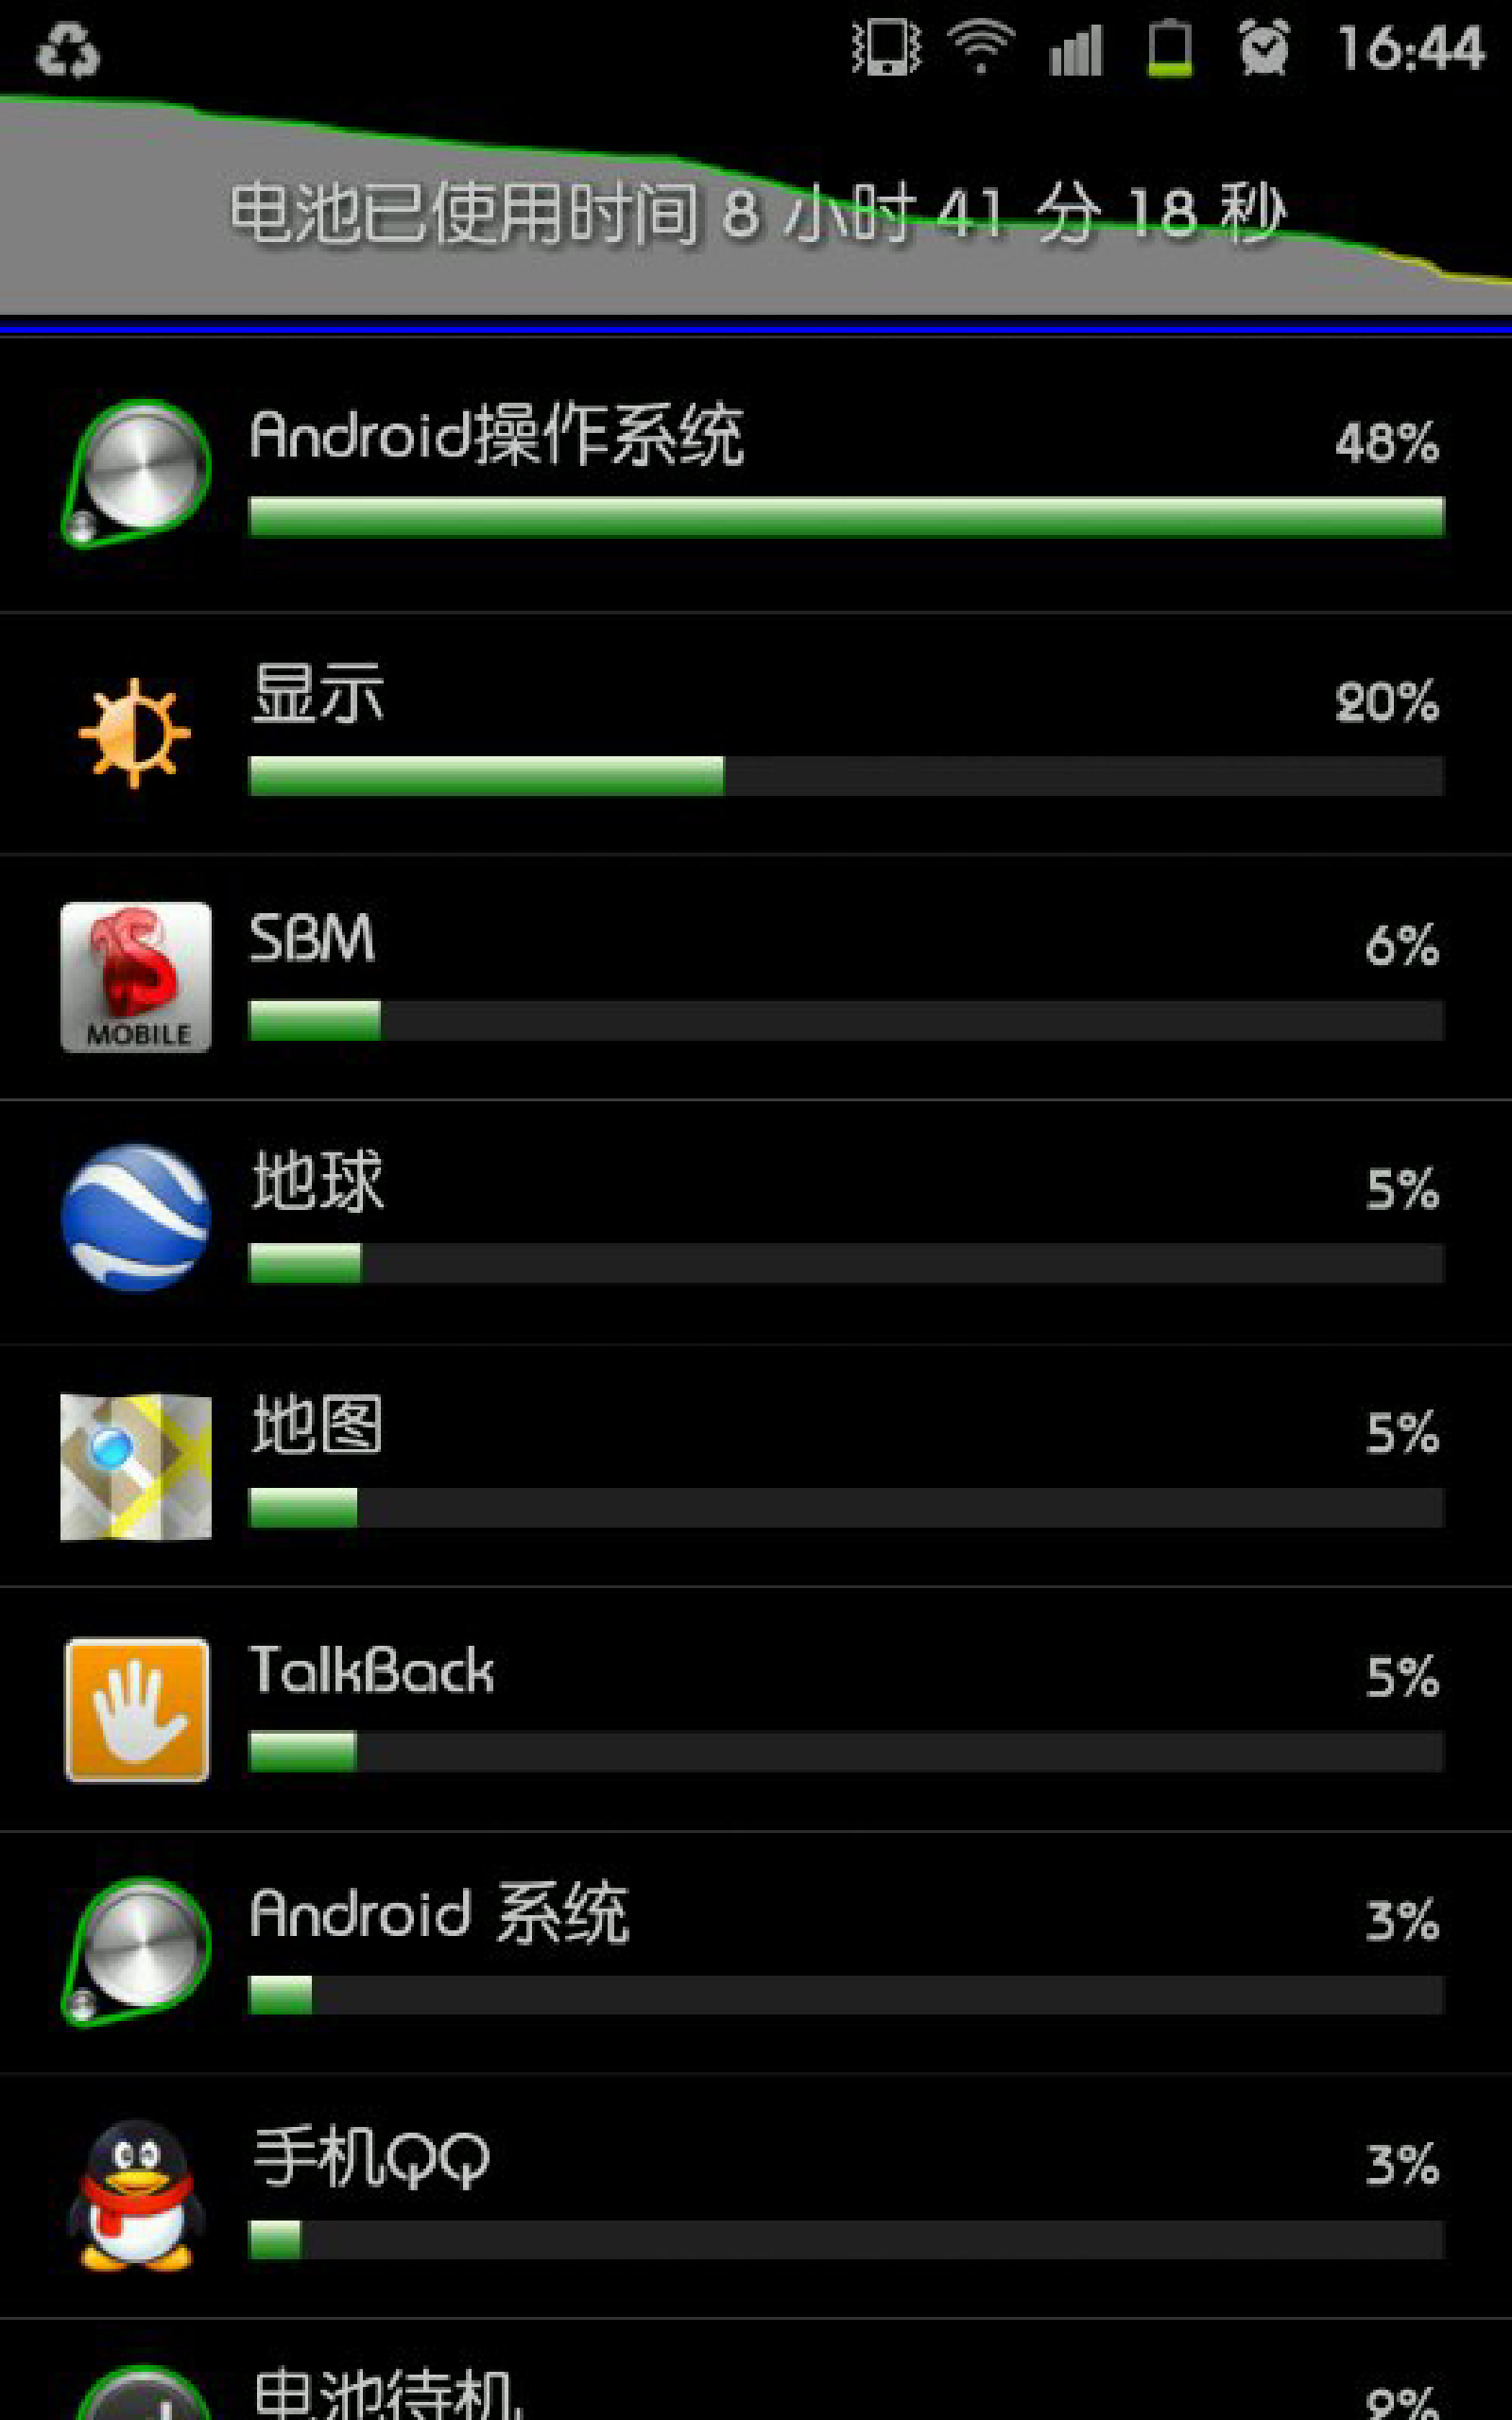 16:44
电池已使用时间 8 小时 41 分 18 秒
Android操作系统
48%
显示
20%
SBM
6%
MOBILE
地球
5%
地图
5%
TalkBack
5%
Android 系统
3%
手机QQ
3%
电池待机
2%